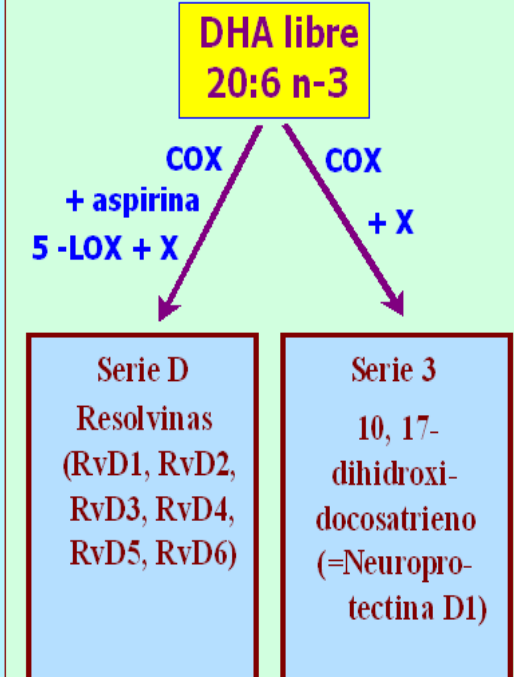 DHA libre
20:6 n-3
COX
+ aspirina
5 -LOX + X
COX
+ X
Serie D
Resolvinas
(RvD1, RvD2,
RvD3, RvD4,
RvD5, RvD6)
Serie 3
10, 17-
dihidroxi-
docosatrieno
(=Neuropro-
tectina D1)